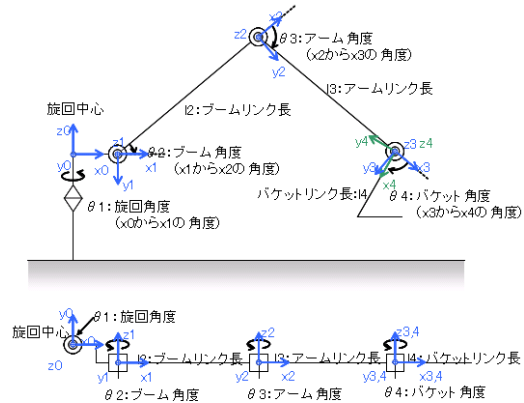 x2
z2
θ3:アーム角度
(x2からx3の角度)
y2
l3:アームリンク長
l2:ブームリンク長
旋回中心
z0
z1
θ2:ブーム角度
(x1からx2の角度)
x0
x1
y0
y1
y4
z3 z4
y3
x3
x4
バケットリンク長:l4
θ4:バケット角度
(x3からx4の角度)
θ1:旋回角度
(x0からx1の角度)
y0
θ1:旋回角度
旋回中心
x0
z0
z1
z2
z3,4
l2:ブームリンク長
l3:アームリンク長
l4:バケットリンク長
y1
x1
y2
x2
y3,4
x3,4
θ2:ブーム角度
θ3:アーム角度
θ4:バケット角度